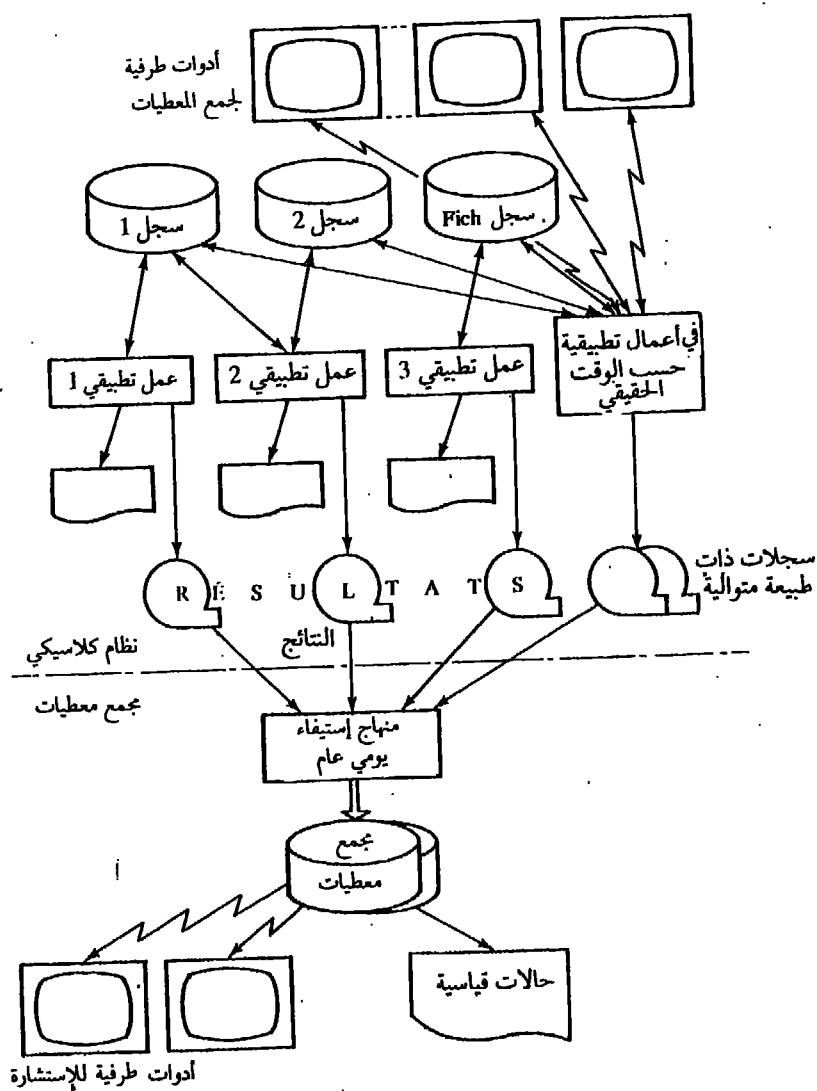 أدوات طرفية
لجمع المعطيات
سجل 1
سجل 2
سجل Fich
عمل تطبيقي 1
عمل تطبيقي 2
عمل تطبيقي 3
في أعمال تطبيقية
حسب الوقت
الحقيقي
سجلات ذات
طبيعة متوالية
R E S U L T A T S
النتائج
نظام كلاسيكي
مجمع معطيات
منهاج إستيفاء
يومي عام
مجمع
معطيات
حالات قياسية
أدوات طرفية للإستشارة